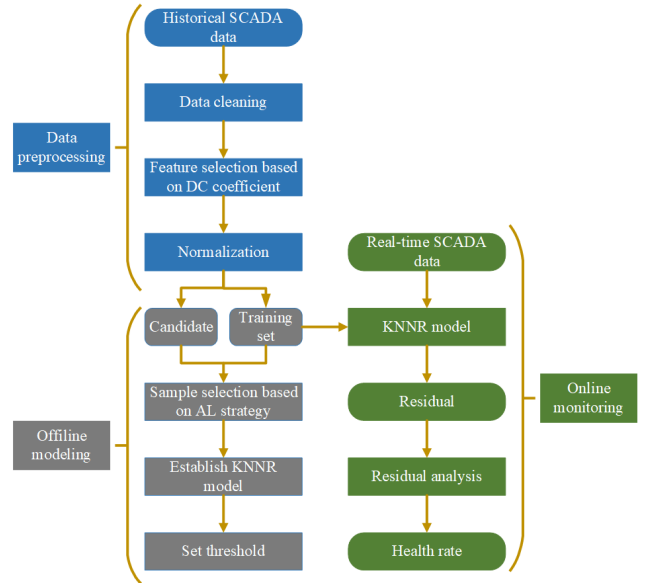 Historical SCADA
data
Data cleaning
Data
preprocessing
Feature selection based
on DC coefficient
Normalization
Real-time SCADA
data
Candidate
Training
set
KNNR model
Sample selection based
on AL strategy
Residual
Online
monitoring
Offiline
modeling
Establish KNNR
model
Residual analysis
Set threshold
Health rate